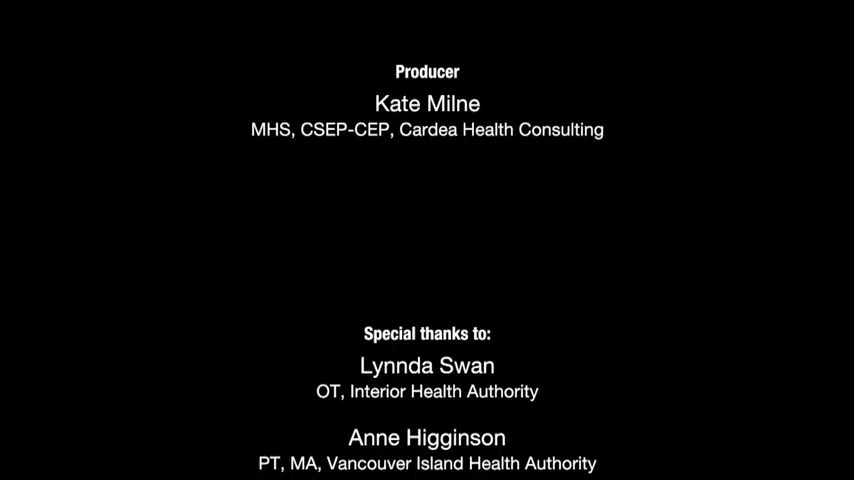 Producer
Kate Milne
MHS, CSEP-CEP, Cardea Health Consulting
Special thanks to:
Lynnda Swan
OT, Interior Health Authority
Anne Higginson
PT, MA, Vancouver Island Health Authority